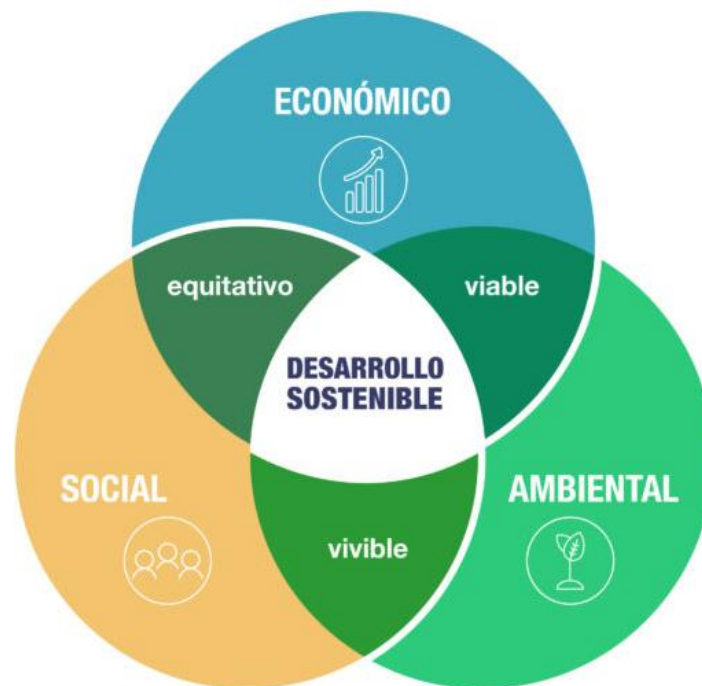 ECONÓMICO
equitativo
viable
DESARROLLO
SOSTENIBLE
SOCIAL
AMBIENTAL
vivible